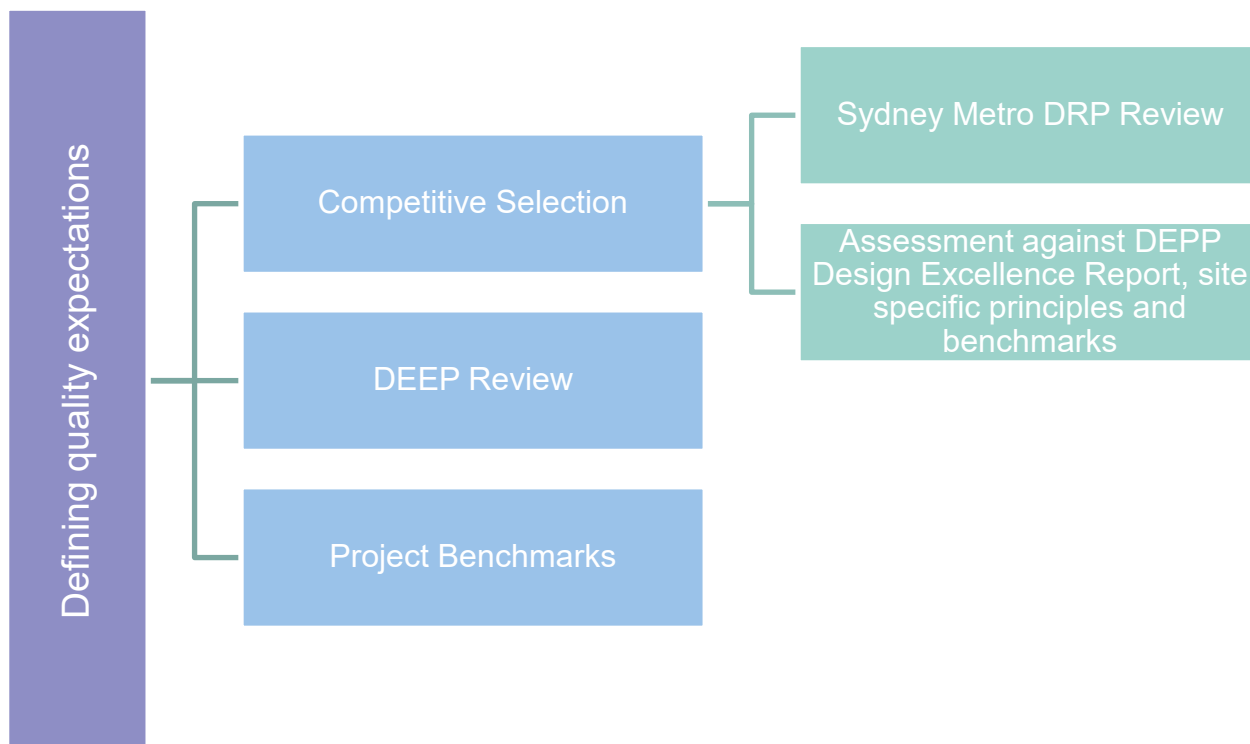 Defining quality expectations
Competitive Selection
DEEP Review
Project Benchmarks
Sydney Metro DRP Review
Assessment against DEPP
Design Excellence Report, site
specific principles and
benchmarks